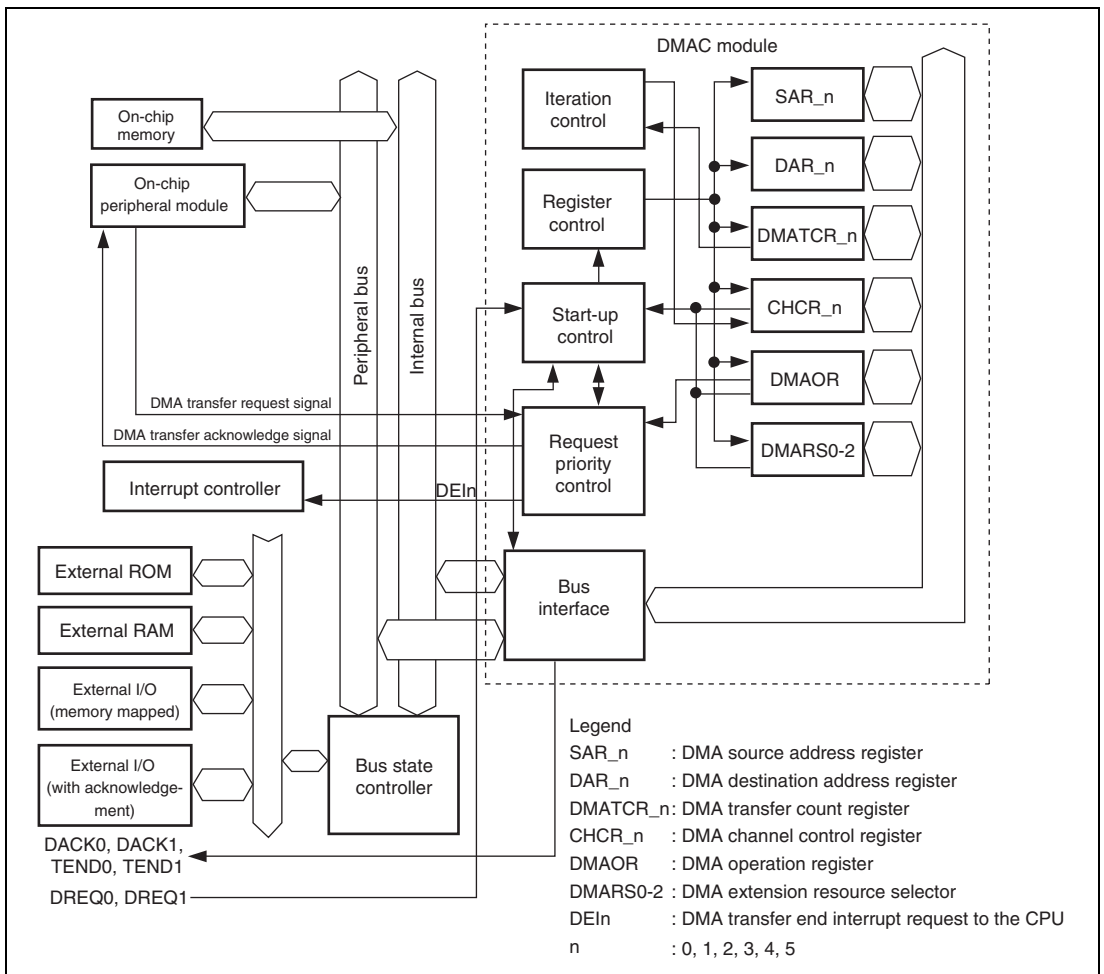 DMAC module
On-chip
memory
On-chip
peripheral module
Peripheral bus
Internal bus
Iteration
control
Register
control
Start-up
control
Request
priority
control
Bus
interface
SAR_n
DAR_n
DMATCR_n
CHCR_n
DMAOR
DMARS0-2
DMA transfer request signal
DMA transfer acknowledge signal
Interrupt controller
DEIn
External ROM
External RAM
External I/O
(memory mapped)
External I/O
(with acknowledge-
ment)
Bus state
controller
DACK0, DACK1,
TEND0, TEND1
DREQ0, DREQ1
Legend
SAR_n : DMA source address register
DAR_n : DMA destination address register
DMATCR_n: DMA transfer count register
CHCR_n : DMA channel control register
DMAOR : DMA operation register
DMARS0-2 : DMA extension resource selector
DEIn : DMA transfer end interrupt request to the CPU
n : 0, 1, 2, 3, 4, 5